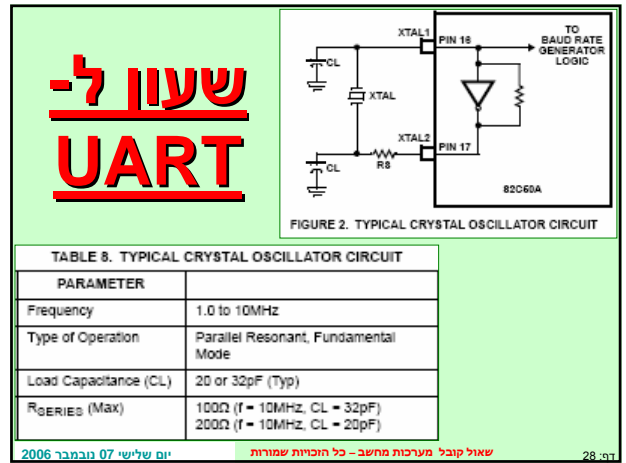 שעון ל-
UART
XTAL1
PIN 16
TO
BAUD RATE
GENERATOR
LOGIC
CL
XTAL
XTAL2
PIN 17
CL
RS
82C50A
FIGURE 2. TYPICAL CRYSTAL OSCILLATOR CIRCUIT
TABLE 8. TYPICAL CRYSTAL OSCILLATOR CIRCUIT
PARAMETER
Frequency 1.0 to 10MHz
Type of Operation Parallel Resonant, Fundamental
Mode
Load Capacitance (CL) 20 or 32pF (Typ)
RSERIES (Max) 100Ω (f = 10MHz, CL = 32pF)
200Ω (f = 10MHz, CL = 20pF)
יום שלישי 07 נובמבר 2006
שאול קובל מערכות מחשב – כל הזכויות שמורות
דף: 28